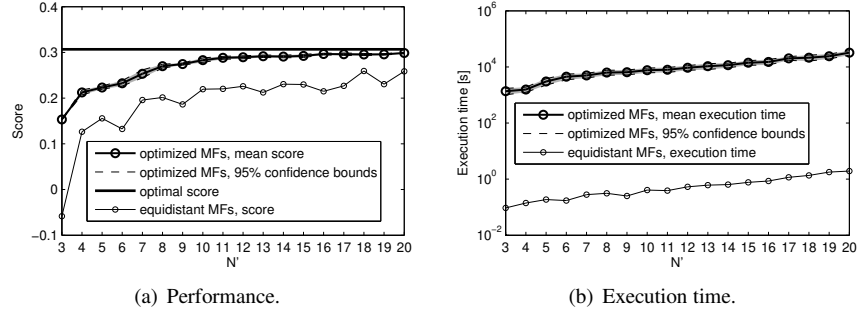 0.4
0.3
0.2
0.1
0
−0.1
Score
optimized MFs, mean score
optimized MFs, 95% confidence bounds
optimal score
equidistant MFs, score
3 4 5 6 7 8 9 10 11 12 13 14 15 16 17 18 19 20
N'
(a) Performance.
10^6
10^4
10^2
10^0
10^−2
Execution time [s]
optimized MFs, mean execution time
optimized MFs, 95% confidence bounds
equidistant MFs, execution time
3 4 5 6 7 8 9 10 11 12 13 14 15 16 17 18 19 20
N'
(b) Execution time.